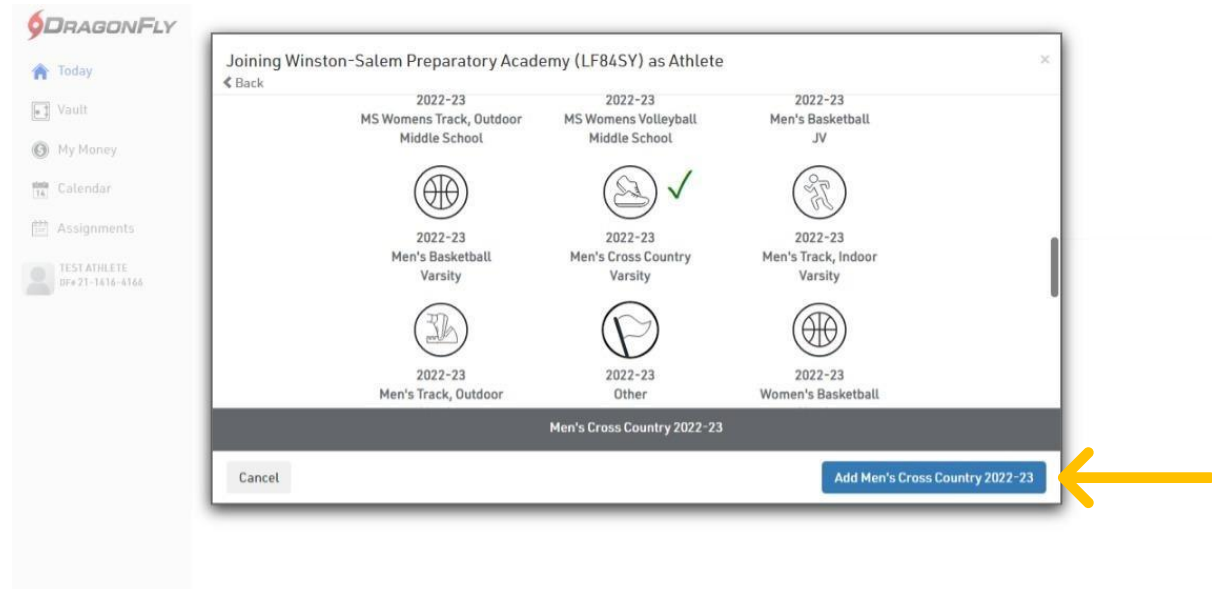 DRAGONFLY
Today
Vault
My Money
Calendar
Assignments
TEST ATHLETE
DF# 21-1416-4166
Joining Winston-Salem Preparatory Academy (LF84SY) as Athlete
×
Back
2022-23
MS Womens Track, Outdoor
Middle School
2022-23
MS Womens Volleyball
Middle School
2022-23
Men's Basketball
JV
2022-23
Men's Basketball
Varsity
2022-23
Men's Cross Country
Varsity
2022-23
Men's Track, Indoor
Varsity
2022-23
Men's Track, Outdoor
2022-23
Other
2022-23
Women's Basketball
Men's Cross Country 2022-23
Cancel
Add Men's Cross Country 2022-23